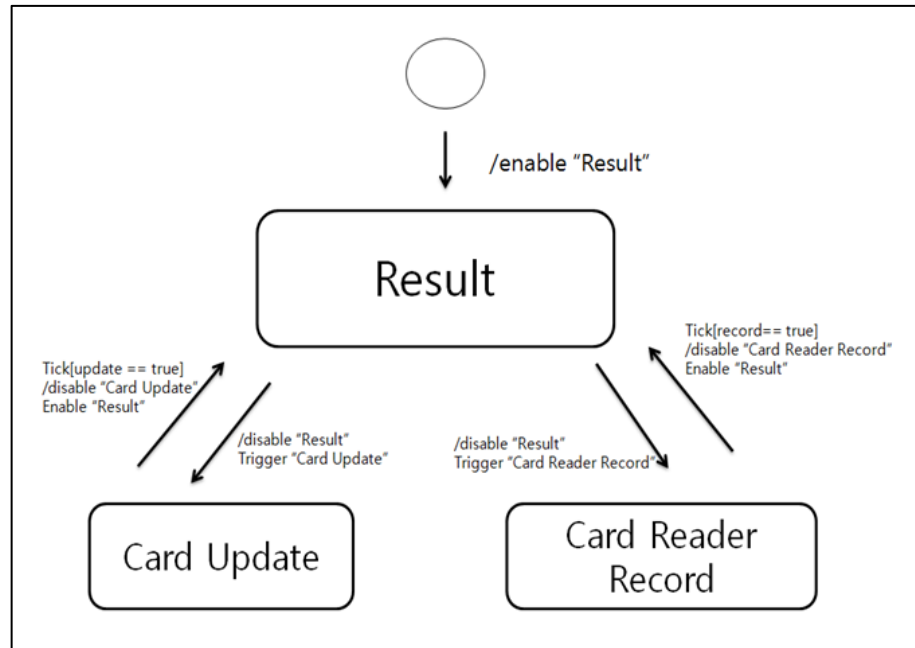 /enable "Result"
Result
Tick[update == true]
/disable "Card Update"
Enable "Result"
Tick[record== true]
/disable "Card Reader Record"
Enable "Result"
/disable "Result"
Trigger "Card Update"
/disable "Result"
Trigger "Card Reader Record"
Card Update
Card Reader
Record